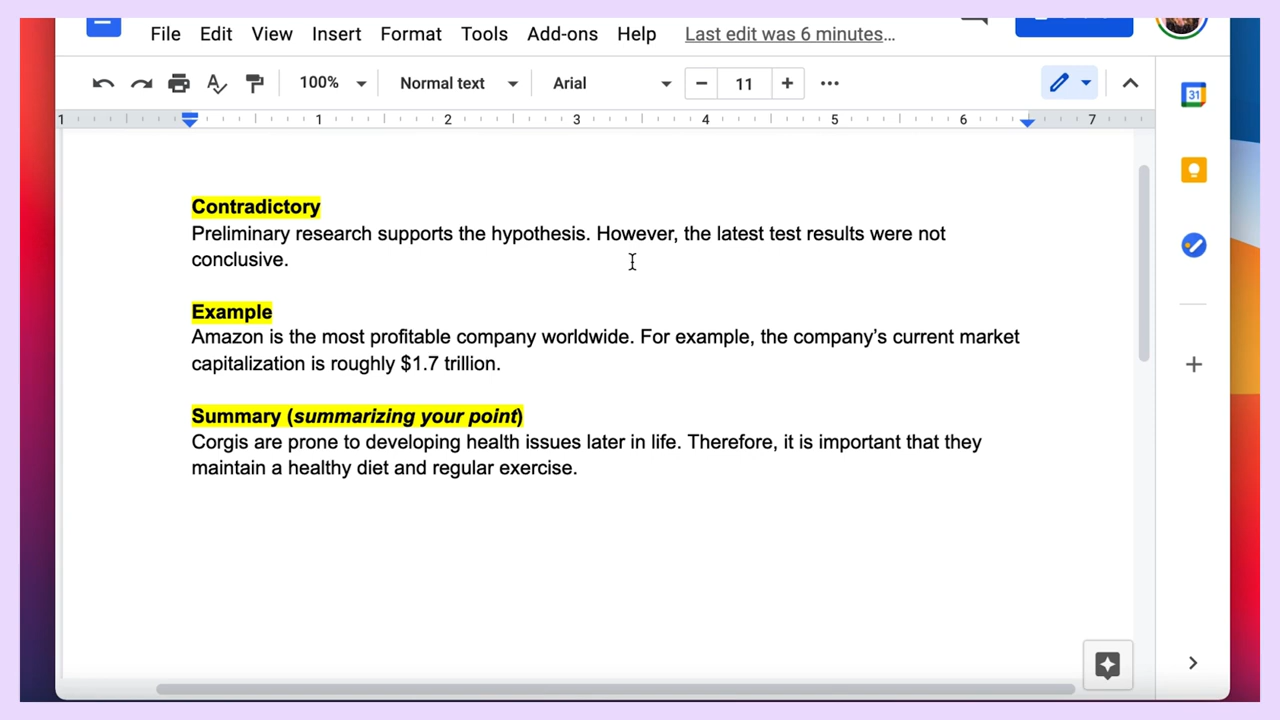 File Edit View Insert Format Tools Add-ons Help Last edit was 6 minutes…
100% Normal text Arial − 11 +
1 1 2 3 4 5 6 7
31
Contradictory
Preliminary research supports the hypothesis. However, the latest test results were not
conclusive.
Example
Amazon is the most profitable company worldwide. For example, the company’s current market
capitalization is roughly $1.7 trillion.
Summary (summarizing your point)
Corgis are prone to developing health issues later in life. Therefore, it is important that they
maintain a healthy diet and regular exercise.